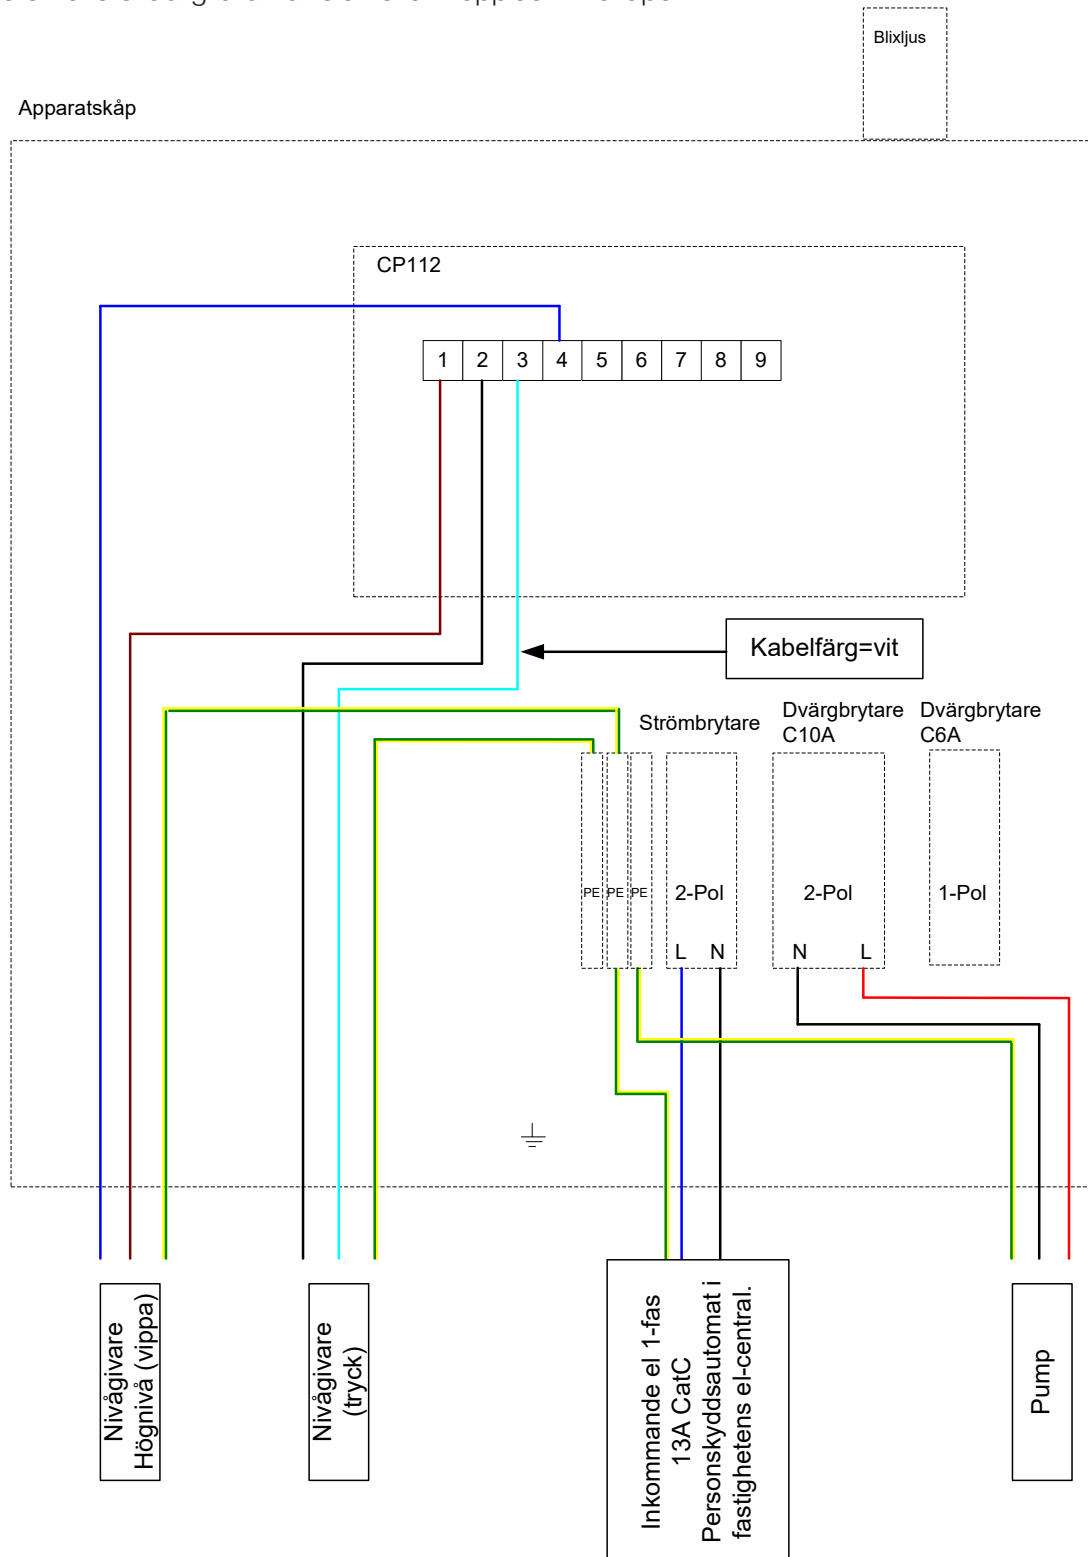 Blixljus
Apparatskåp
CP112
1 2 3 4 5 6 7 8 9
Kabelfärg=vit
Strömbrytare
Dvärgbrytare
C10A
Dvärgbrytare
C6A
PE PE PE
2-Pol
2-Pol
1-Pol
L N
N L
Nivågivare
Högnivå (vippa)
Nivågivare
(tryck)
Inkommande el 1-fas
13A CatC
Personskyddsautomat i
fastighetens el-central.
Pump